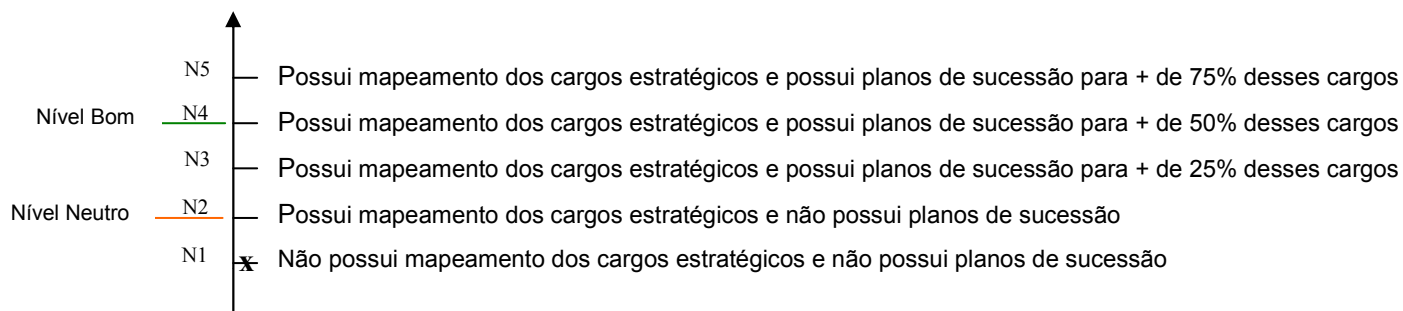 N5 Possui mapeamento dos cargos estratégicos e possui planos de sucessão para + de 75% desses cargos
Nível Bom N4 Possui mapeamento dos cargos estratégicos e possui planos de sucessão para + de 50% desses cargos
N3 Possui mapeamento dos cargos estratégicos e possui planos de sucessão para + de 25% desses cargos
Nível Neutro N2 Possui mapeamento dos cargos estratégicos e não possui planos de sucessão
N1 x Não possui mapeamento dos cargos estratégicos e não possui planos de sucessão